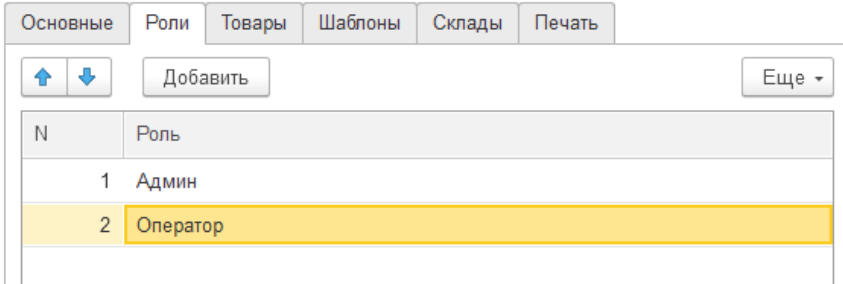 Основные Роли Товары Шаблоны Склады Печать
Добавить Еще
N Роль
1 Админ
2 Оператор